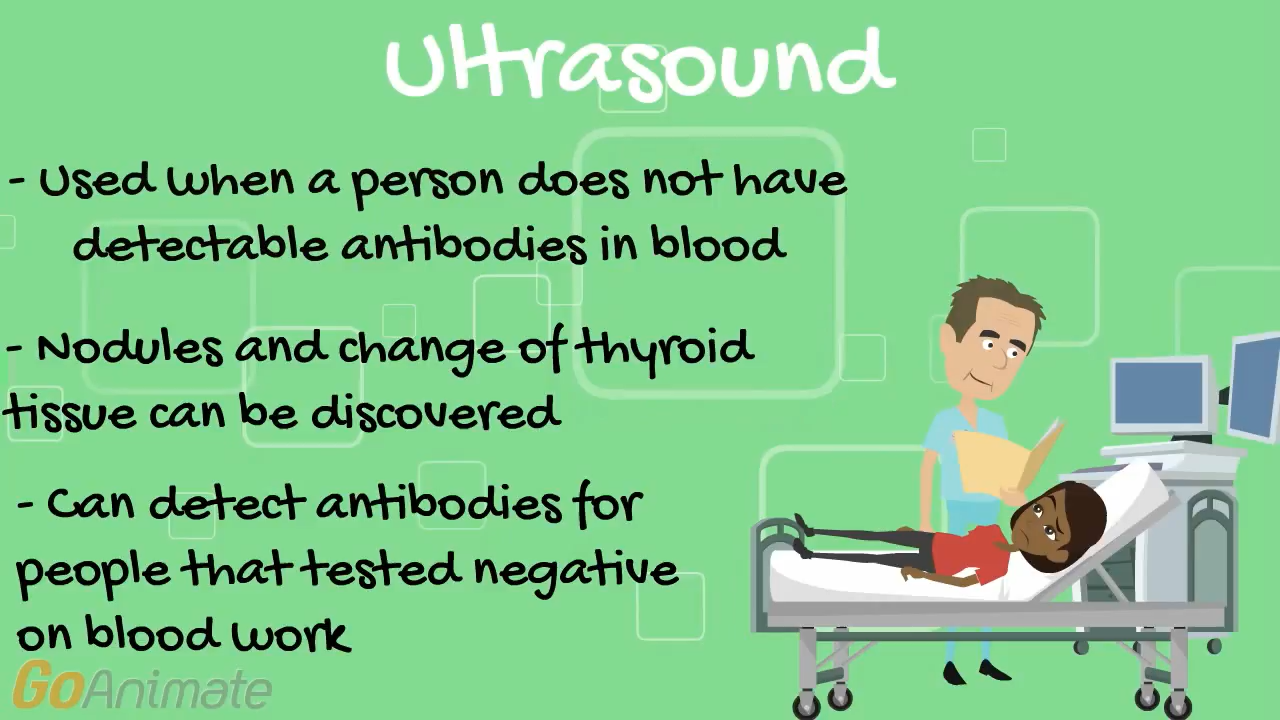 Ultrasound
- Used when a person does not have
detectable antibodies in blood
- Nodules and change of thyroid
tissue can be discovered
- Can detect antibodies for
people that tested negative
on blood work
GoAnimate